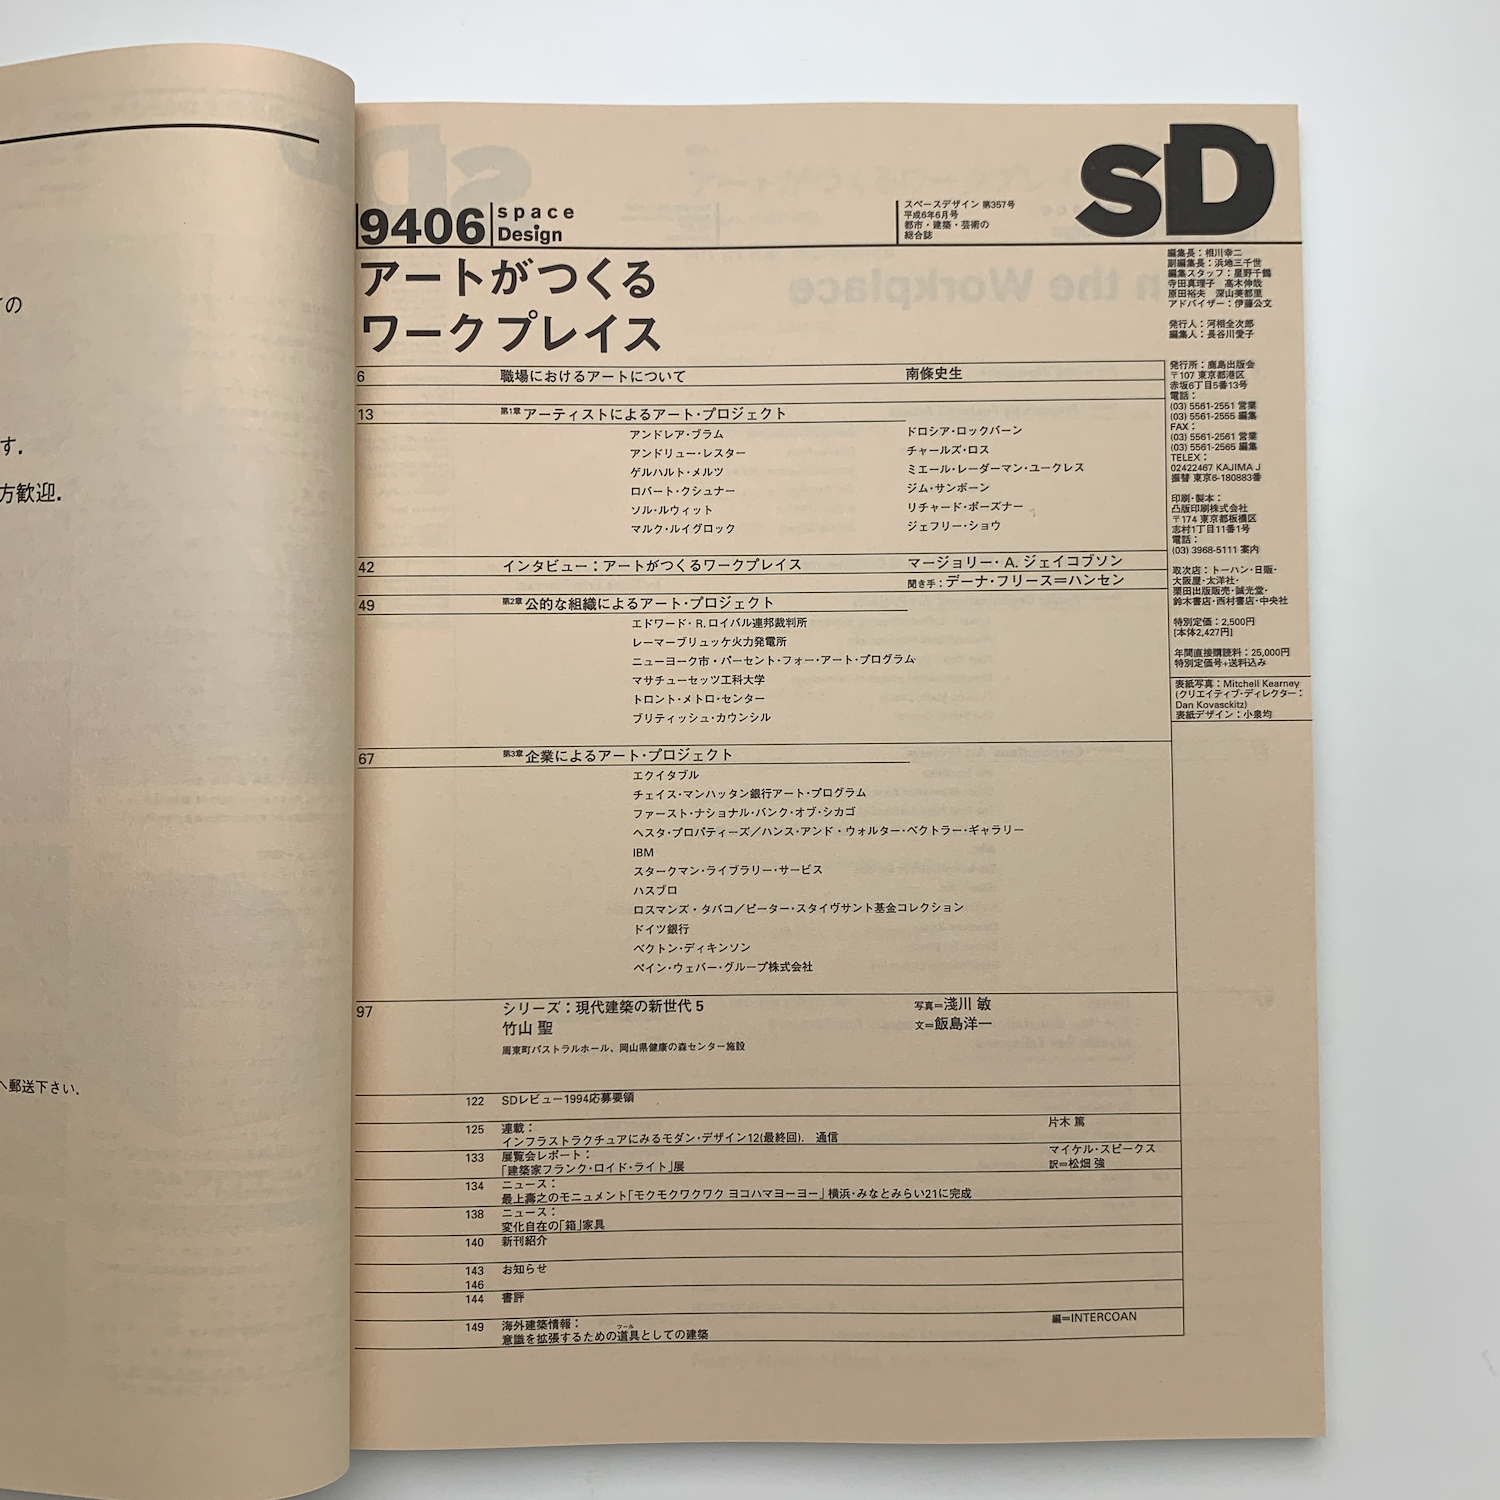 の
す.
方歓迎.
へ郵送下さい.
9406
space
Design
スペースデザイン 第357号
平成6年6月号
都市・建築・芸術の
総合誌
SD
アートがつくる
ワークプレイス
6 職場におけるアートについて 南條史生
13 第1章 アーティストによるアート・プロジェクト
アンドレア・ブラム ドロシア・ロックバーン
アンドリュー・レスター チャールズ・ロス
ゲルハルト・メルツ ミエール・レーダーマン・ユークレス
ロバート・クシュナー ジム・サンボーン
ソル・ルウィット リチャード・ポーズナー
マルク・ルイグロック ジェフリー・ショウ
42 インタビュー：アートがつくるワークプレイス マージョリー・A. ジェイコブソン
聞き手：デーナ・フリース＝ハンセン
49 第2章 公的な組織によるアート・プロジェクト
エドワード・R.ロイバル連邦裁判所
レーマーブリュッケ火力発電所
ニューヨーク市・パーセント・フォー・アート・プログラム
マサチューセッツ工科大学
トロント・メトロ・センター
ブリティッシュ・カウンシル
67 第3章 企業によるアート・プロジェクト
エクイタブル
チェイス・マンハッタン銀行アート・プログラム
ファースト・ナショナル・バンク・オブ・シカゴ
ヘスタ・プロパティーズ／ハンス・アンド・ウォルター・ベクトラー・ギャラリー
IBM
スタークマン・ライブラリー・サービス
ハスブロ
ロスマンズ・タバコ／ピーター・スタイヴサント基金コレクション
ドイツ銀行
ベクトン・ディキンソン
ペイン・ウェバー・グループ株式会社
97 シリーズ：現代建築の新世代 5 写真＝淺川 敏
竹山 聖 文＝飯島洋一
周東町パストラルホール、岡山県健康の森センター施設
122 SDレビュー1994応募要領
125 連載： 片木 篤
インフラストラクチュアにみるモダン・デザイン12(最終回). 通信
133 展覧会レポート： マイケル・スピークス
「建築家フランク・ロイド・ライト」展 訳＝松畑 強
134 ニュース：
最上壽之のモニュメント「モクモクワクワク ヨコハマヨーヨー」横浜・みなとみらい21に完成
138 ニュース：
変化自在の「箱」家具
140 新刊紹介
143 お知らせ
146
144 書評
149 海外建築情報： 編＝INTERCOAN
ツール
意識を拡張するための道具としての建築
編集長：相川幸二
副編集長：浜地三千世
編集スタッフ：星野千鶴
寺田真理子 高木伸哉
原田裕夫 深山美都里
アドバイザー：伊藤公文
発行人：河相全次郎
編集人：長谷川愛子
発行所：鹿島出版会
〒107 東京都港区
赤坂6丁目5番13号
電話：
(03) 5561-2551 営業
(03) 5561-2555 編集
FAX：
(03) 5561-2561 営業
(03) 5561-2565 編集
TELEX：
02422467 KAJIMA J
振替 東京6-180883番
印刷・製本：
凸版印刷株式会社
〒174 東京都板橋区
志村1丁目11番1号
電話：
(03) 3968-5111 案内
取次店：トーハン・日販・
大阪屋・太洋社・
栗田出版販売・誠光堂・
鈴木書店・西村書店・中央社
特別定価：2,500円
[本体2,427円]
年間直接購読料：25,000円
特別定価号+送料込み
表紙写真：Mitchell Kearney
(クリエイティブ・ディレクター：
Dan Kovasckitz)
表紙デザイン：小泉均